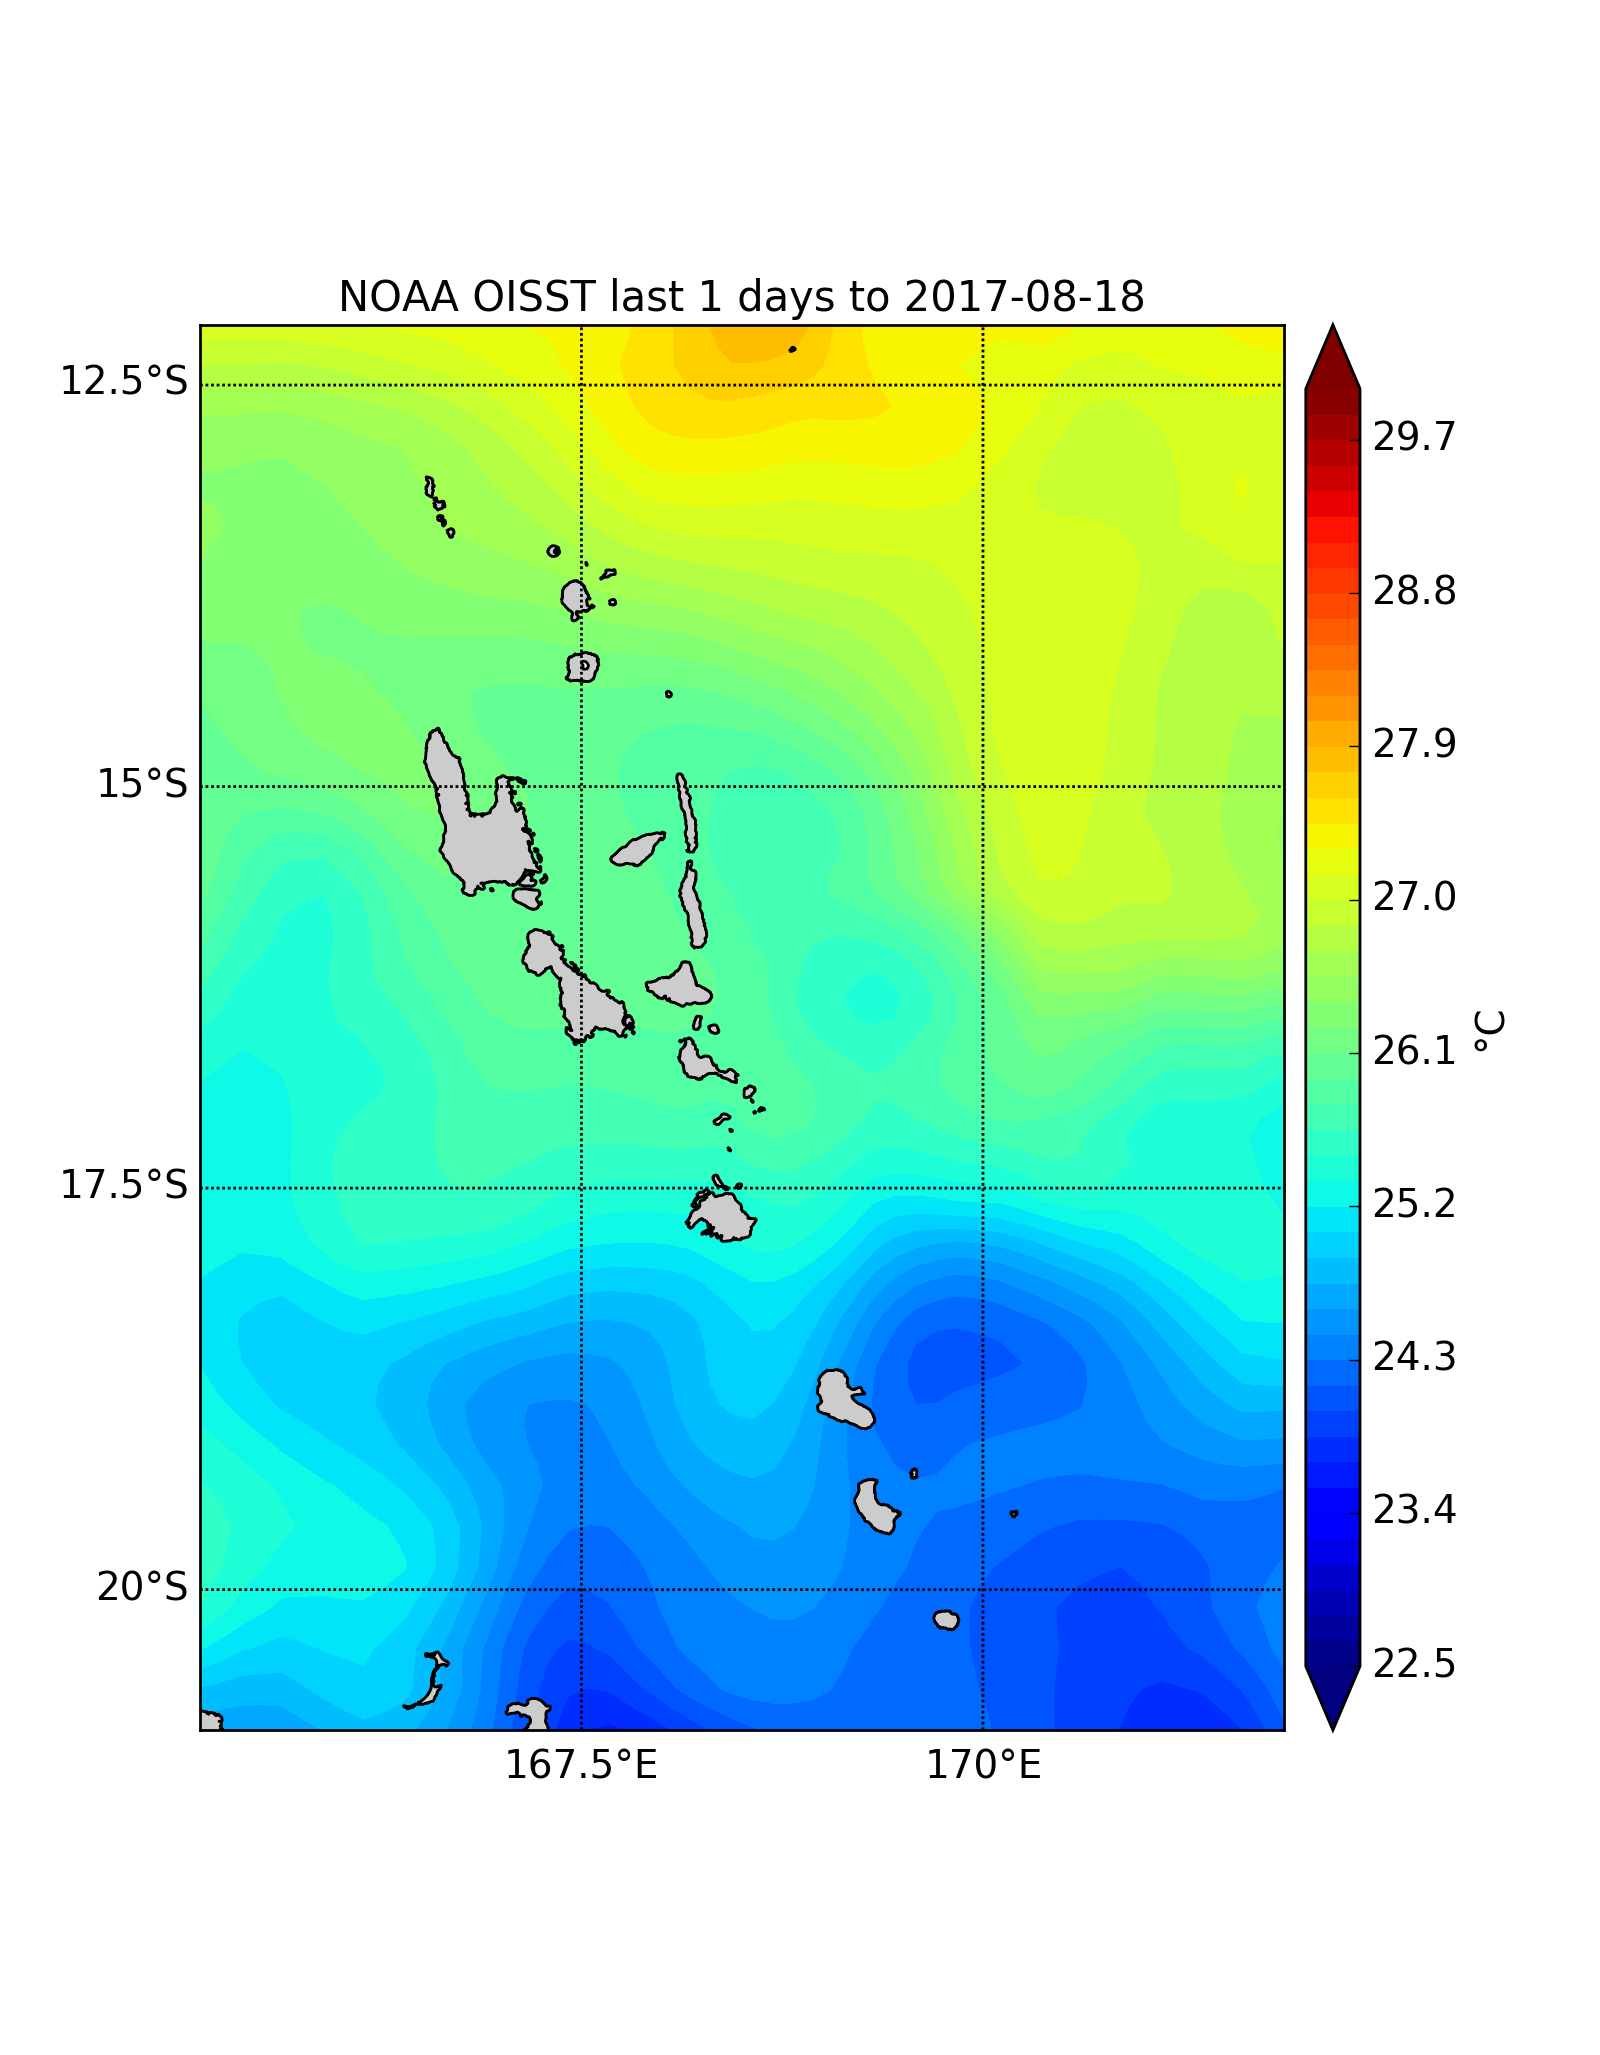 NOAA OISST last 1 days to 2017-08-18
12.5°S
15°S
17.5°S
20°S
167.5°E
170°E
29.7
28.8
27.9
27.0
26.1
25.2
24.3
23.4
22.5
°C